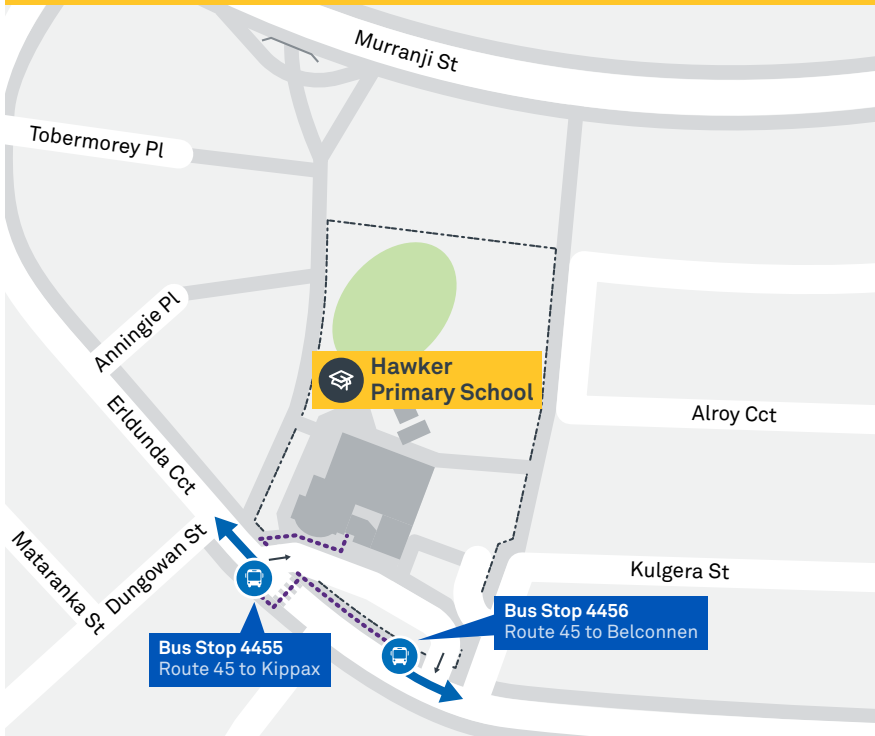 Murranji St
Tobermorey Pl
Anningie Pl
Hawker
Primary School
Erldunda Cct
Alroy Cct
Mataranka St
Dungowan St
Kulgera St
Bus Stop 4456
Route 45 to Belconnen
Bus Stop 4455
Route 45 to Kippax